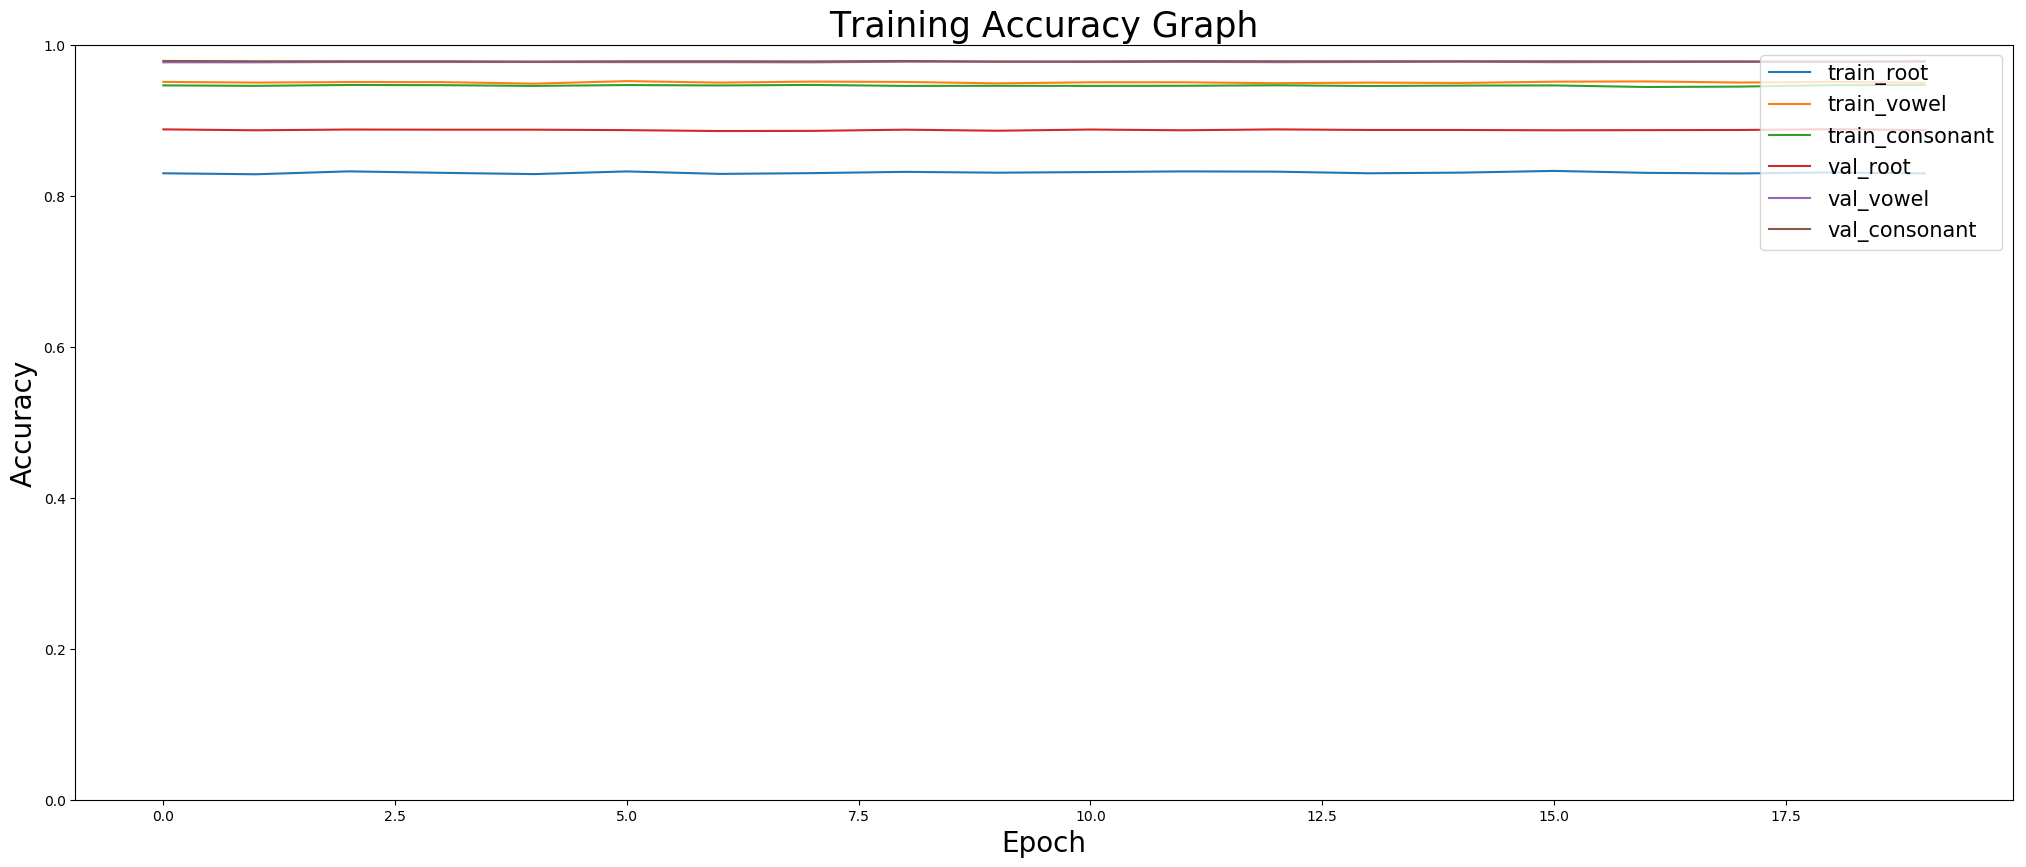 Training Accuracy Graph
1.0
0.8
0.6
0.4
0.2
0.0
Accuracy
train_root
train_vowel
train_consonant
val_root
val_vowel
val_consonant
0.0 2.5 5.0 7.5 10.0 12.5 15.0 17.5
Epoch